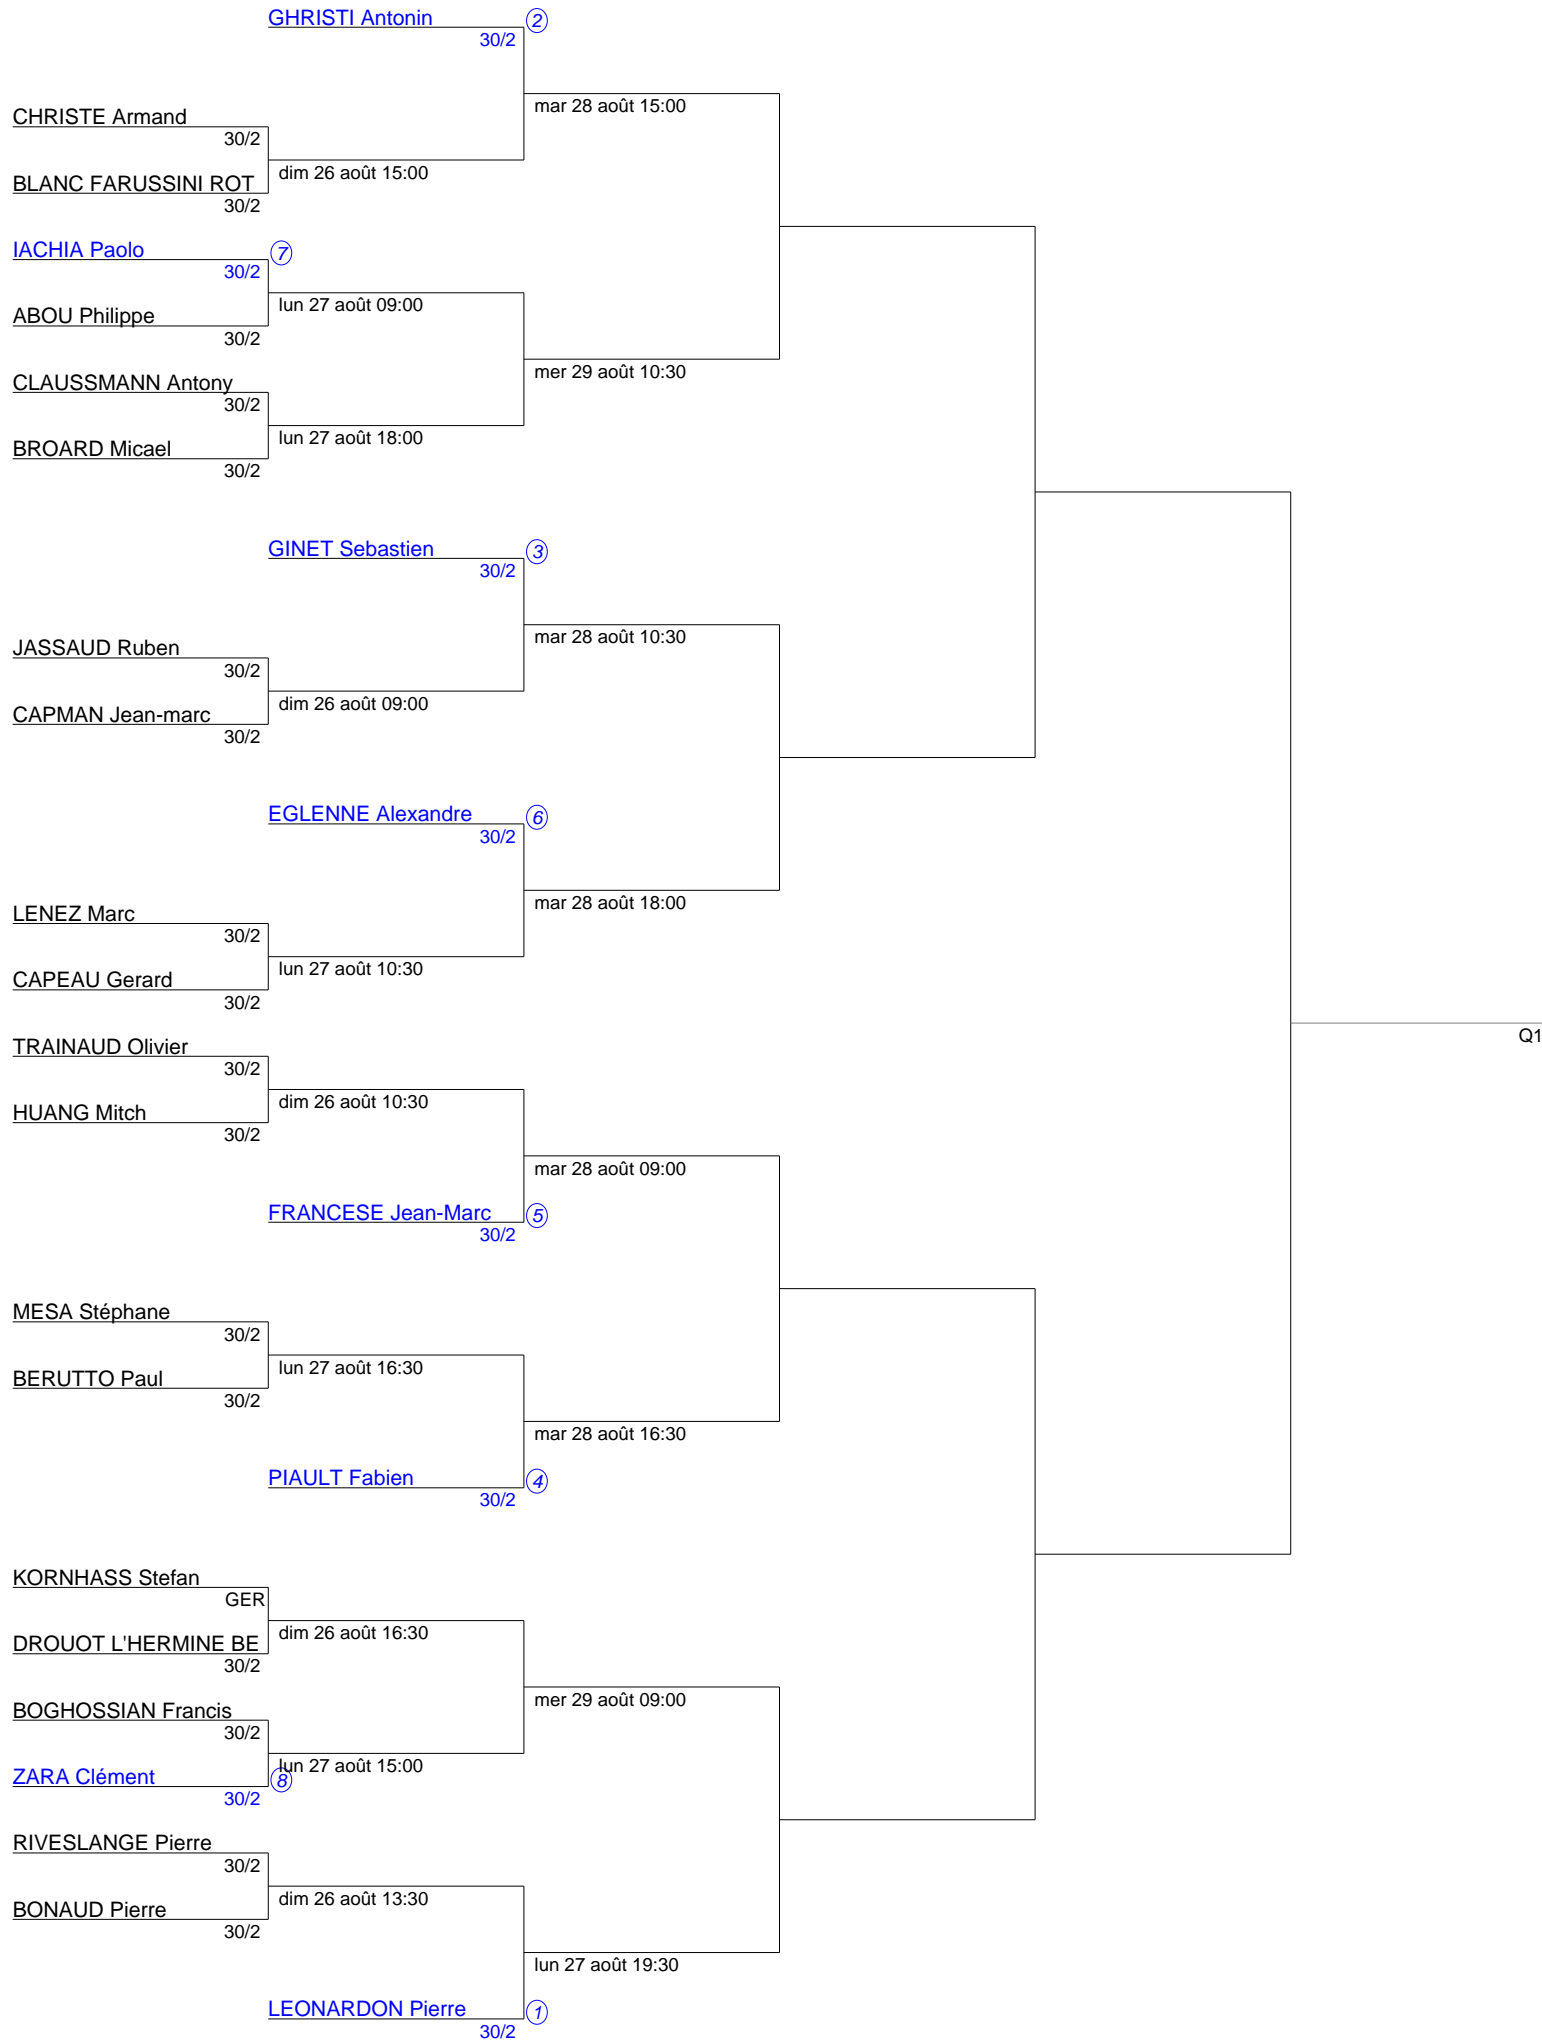 GHRISTI Antonin 2
30/2
mar 28 août 15:00
CHRISTE Armand
30/2
dim 26 août 15:00
BLANC FARUSSINI ROT
30/2
IACHIA Paolo 7
30/2
lun 27 août 09:00
ABOU Philippe
30/2
mer 29 août 10:30
CLAUSSMANN Antony
30/2
lun 27 août 18:00
BROARD Micael
30/2
GINET Sebastien 3
30/2
mar 28 août 10:30
JASSAUD Ruben
30/2
dim 26 août 09:00
CAPMAN Jean-marc
30/2
EGLENNE Alexandre 6
30/2
mar 28 août 18:00
LENEZ Marc
30/2
lun 27 août 10:30
CAPEAU Gerard
30/2
Q1
TRAINAUD Olivier
30/2
dim 26 août 10:30
HUANG Mitch
30/2
mar 28 août 09:00
FRANCESE Jean-Marc 5
30/2
MESA Stéphane
30/2
lun 27 août 16:30
BERUTTO Paul
30/2
mar 28 août 16:30
PIAULT Fabien 4
30/2
KORNHASS Stefan
GER
dim 26 août 16:30
DROUOT L'HERMINE BE
30/2
mer 29 août 09:00
BOGHOSSIAN Francis
30/2
lun 27 août 15:00
ZARA Clément 8
30/2
RIVESLANGE Pierre
30/2
dim 26 août 13:30
BONAUD Pierre
30/2
lun 27 août 19:30
LEONARDON Pierre 1
30/2